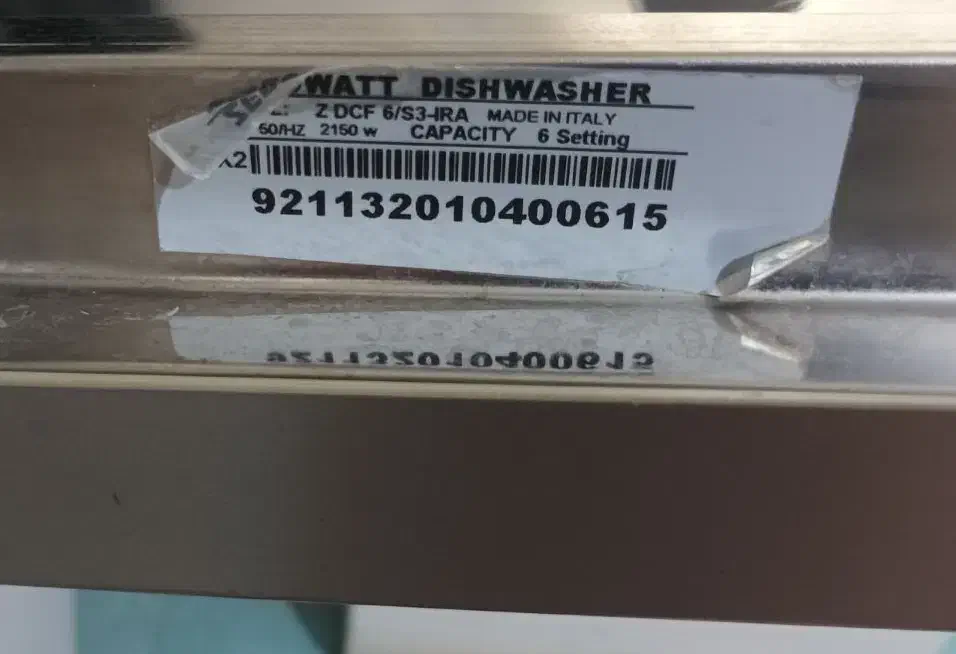 WATT DISHWASHER
Z DCF 6/S3-IRA MADE IN ITALY
50/HZ 2150 w CAPACITY 6 Setting
X2
921132010400615